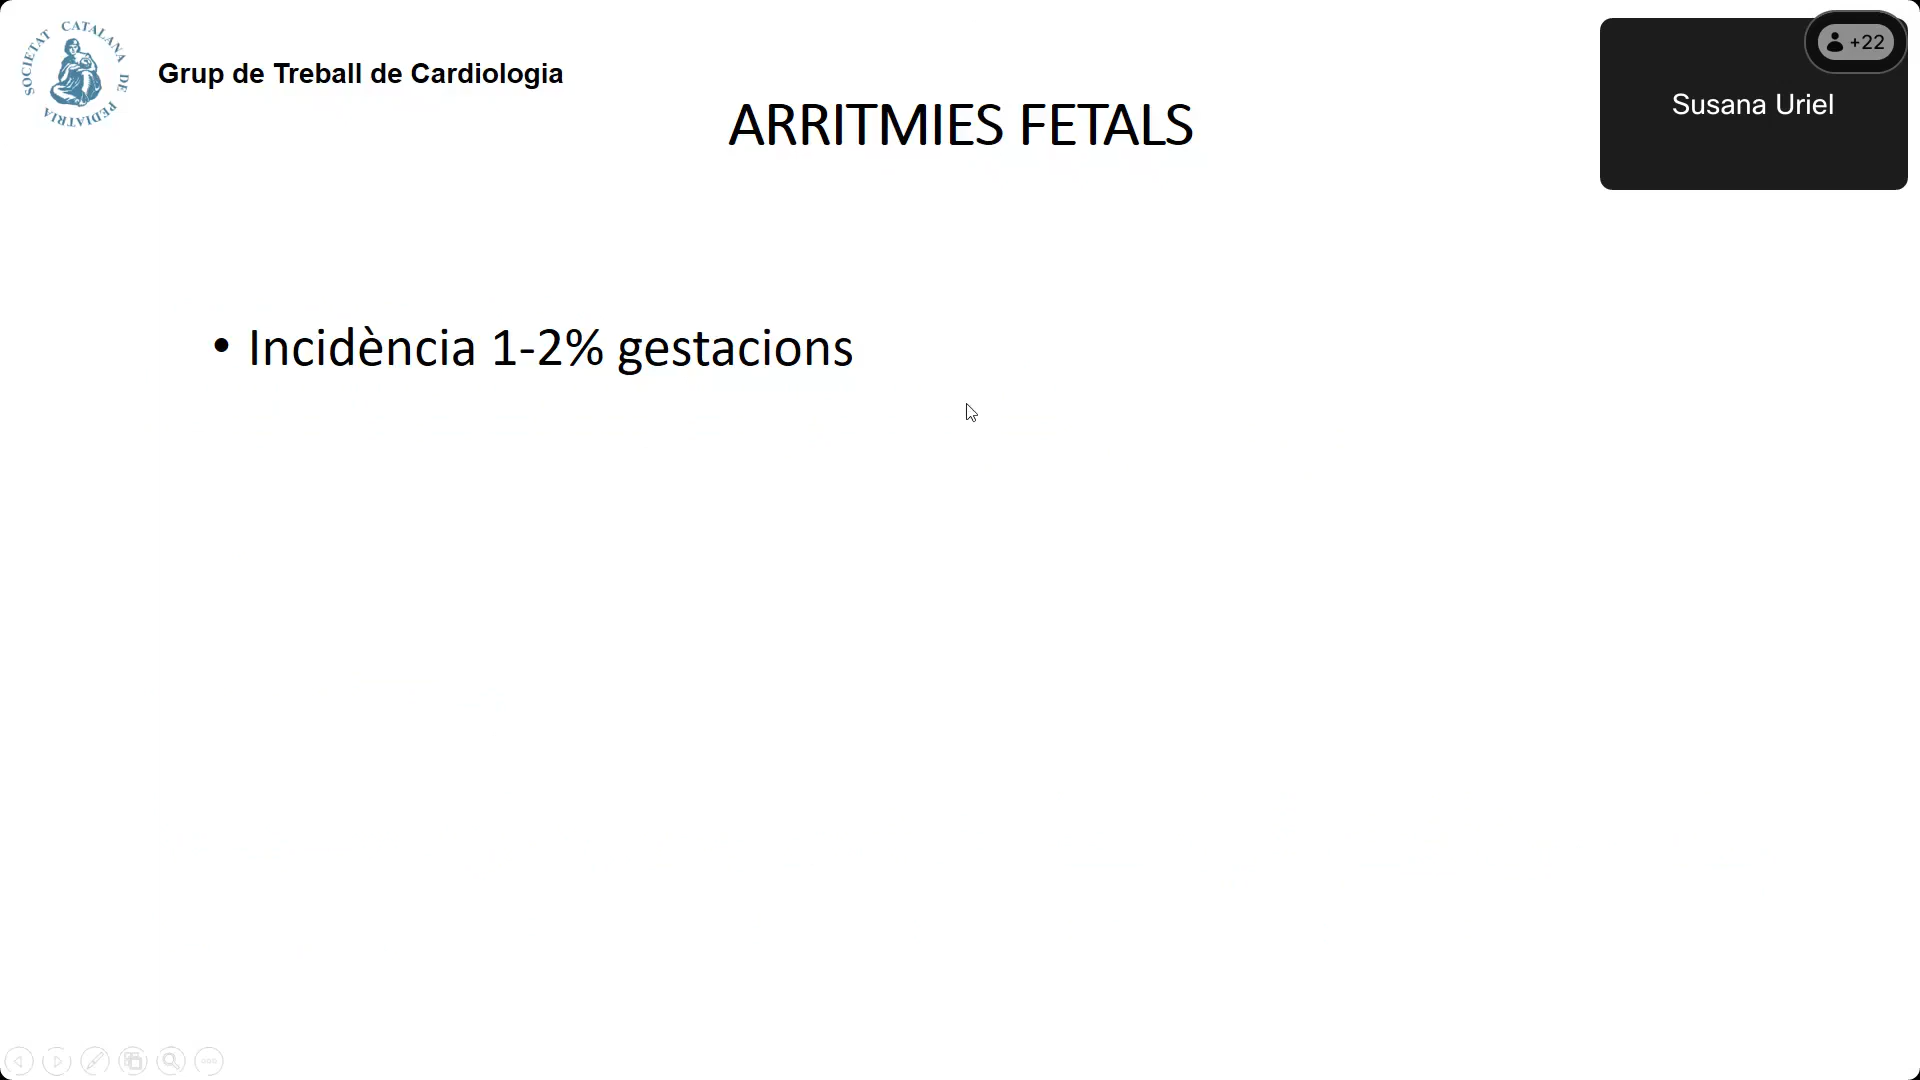 SOCIETAT CATALANA DE PEDIATRIA
Grup de Treball de Cardiologia
+22
Susana Uriel
ARRITMIES FETALS
• Incidència 1-2% gestacions